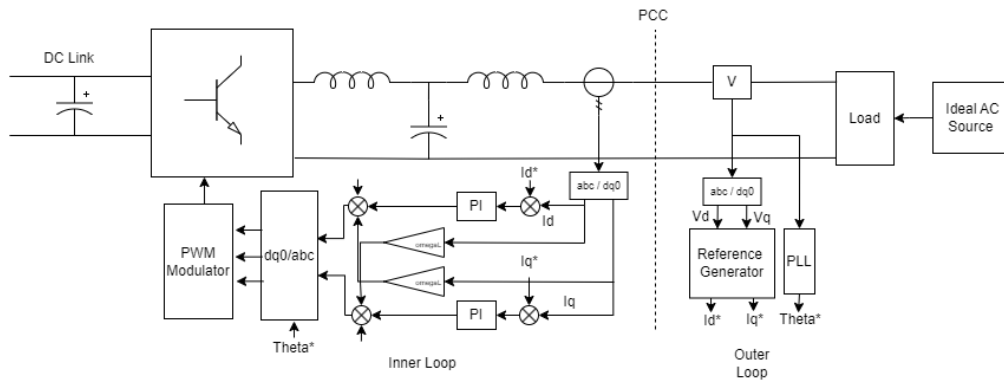 PCC
DC Link
+
V
+
Load
Ideal AC
Source
abc / dq0
Id*
PI
Id
abc / dq0
Vd
Vq
omegaL
PWM
Modulator
dq0/abc
Reference
Generator
PLL
Iq*
omegaL
PI
Iq
Id*
Iq*
Theta*
Theta*
Inner Loop
Outer
Loop